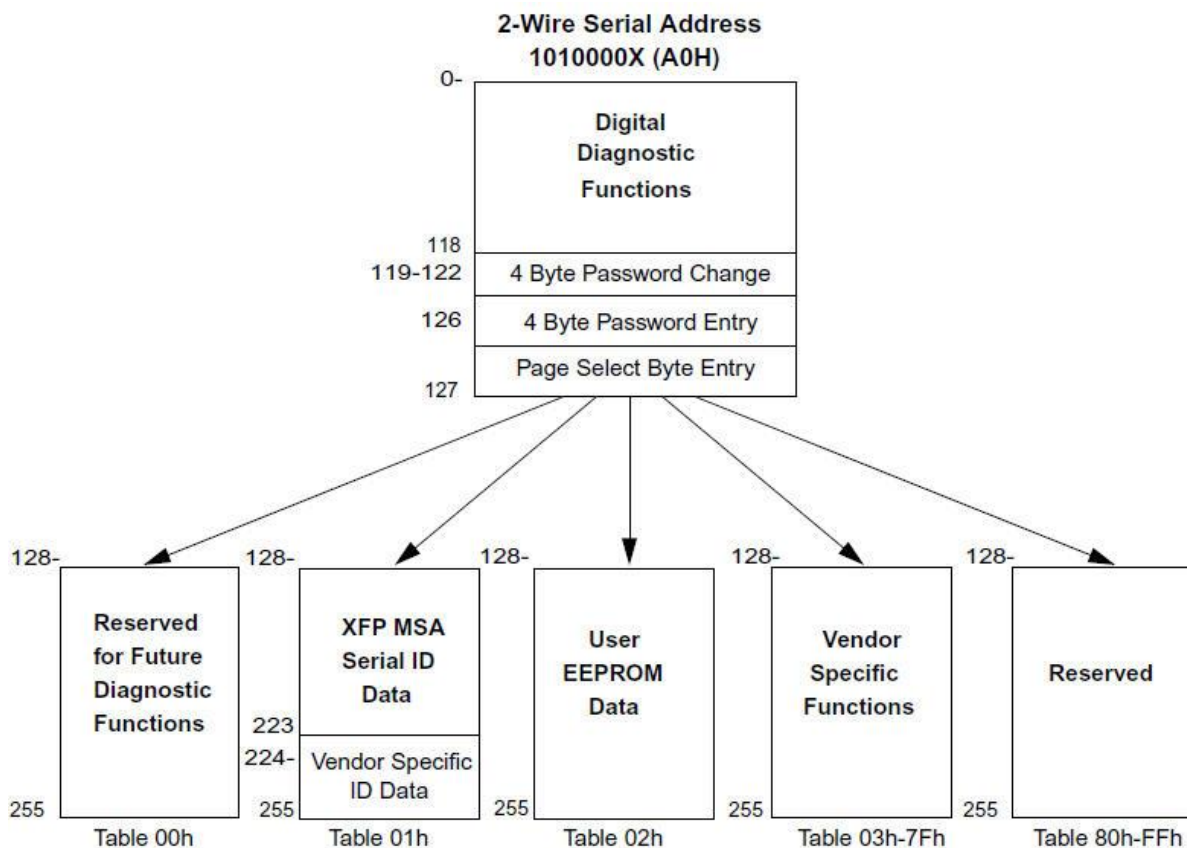 2-Wire Serial Address
1010000X (A0H)
0-
Digital
Diagnostic
Functions
118
119-122
4 Byte Password Change
126
4 Byte Password Entry
Page Select Byte Entry
127
128-
Reserved
for Future
Diagnostic
Functions
255
Table 00h
128-
XFP MSA
Serial ID
Data
223
224-
Vendor Specific
ID Data
255
Table 01h
128-
User
EEPROM
Data
255
Table 02h
128-
Vendor
Specific
Functions
255
Table 03h-7Fh
128-
Reserved
255
Table 80h-FFh